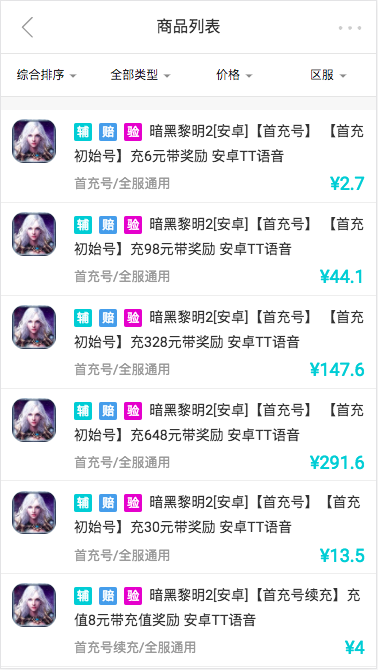 商品列表
综合排序 全部类型 价格 区服
辅 赔 验 暗黑黎明2[安卓]【首充号】 【首充
初始号】充6元带奖励 安卓TT语音
首充号/全服通用 ¥2.7
辅 赔 验 暗黑黎明2[安卓]【首充号】 【首充
初始号】充98元带奖励 安卓TT语音
首充号/全服通用 ¥44.1
辅 赔 验 暗黑黎明2[安卓]【首充号】 【首充
初始号】充328元带奖励 安卓TT语音
首充号/全服通用 ¥147.6
辅 赔 验 暗黑黎明2[安卓]【首充号】 【首充
初始号】充648元带奖励 安卓TT语音
首充号/全服通用 ¥291.6
辅 赔 验 暗黑黎明2[安卓]【首充号】【首充
初始号】充30元带奖励 安卓TT语音
首充号/全服通用 ¥13.5
辅 赔 验 暗黑黎明2[安卓]【首充号续充】充
值8元带充值奖励 安卓TT语音
首充号续充/全服通用 ¥4